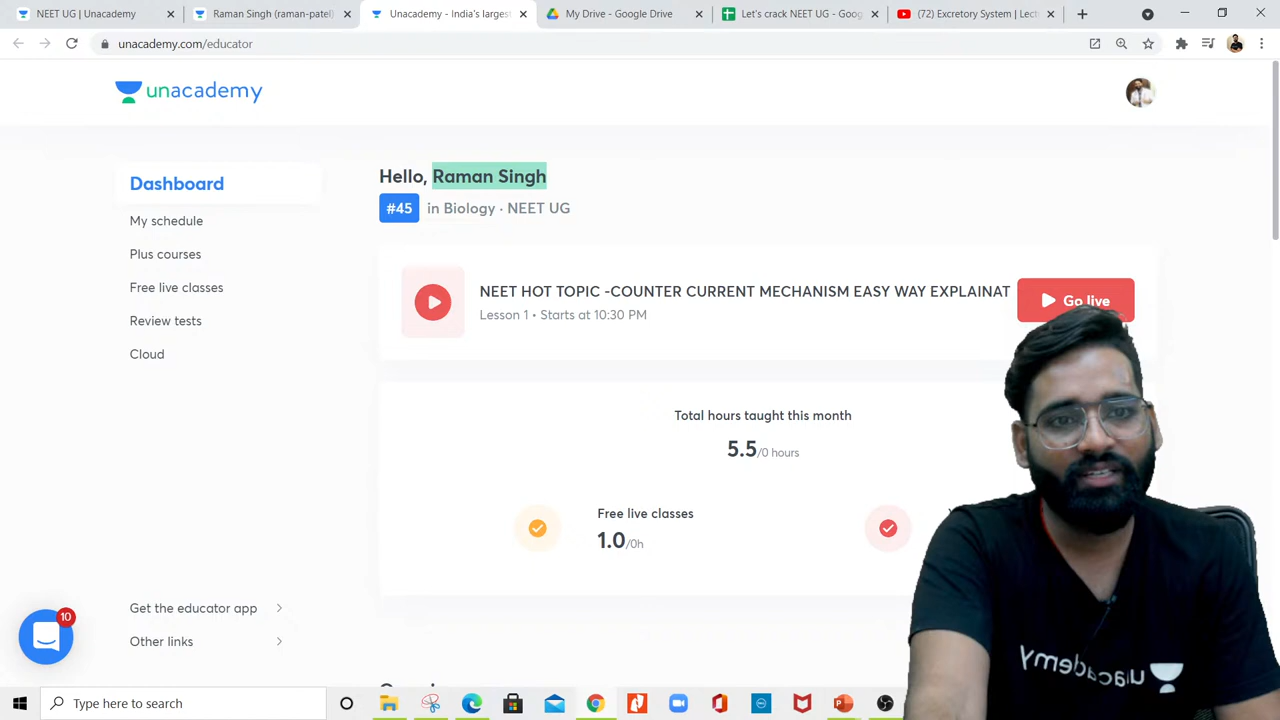 NEET UG | Unacademy
Raman Singh (raman-patel)
Unacademy - India's largest
My Drive - Google Drive
Let's crack NEET UG - Goog
(72) Excretory System | Lect
unacademy.com/educator
unacademy
Dashboard
My schedule
Plus courses
Free live classes
Review tests
Cloud
Hello, Raman Singh
#45 in Biology · NEET UG
NEET HOT TOPIC -COUNTER CURRENT MECHANISM EASY WAY EXPLAINAT
Lesson 1 • Starts at 10:30 PM
Go live
Total hours taught this month
5.5/0 hours
Free live classes
1.0/0h
Get the educator app
Other links
10
unacademy
Type here to search